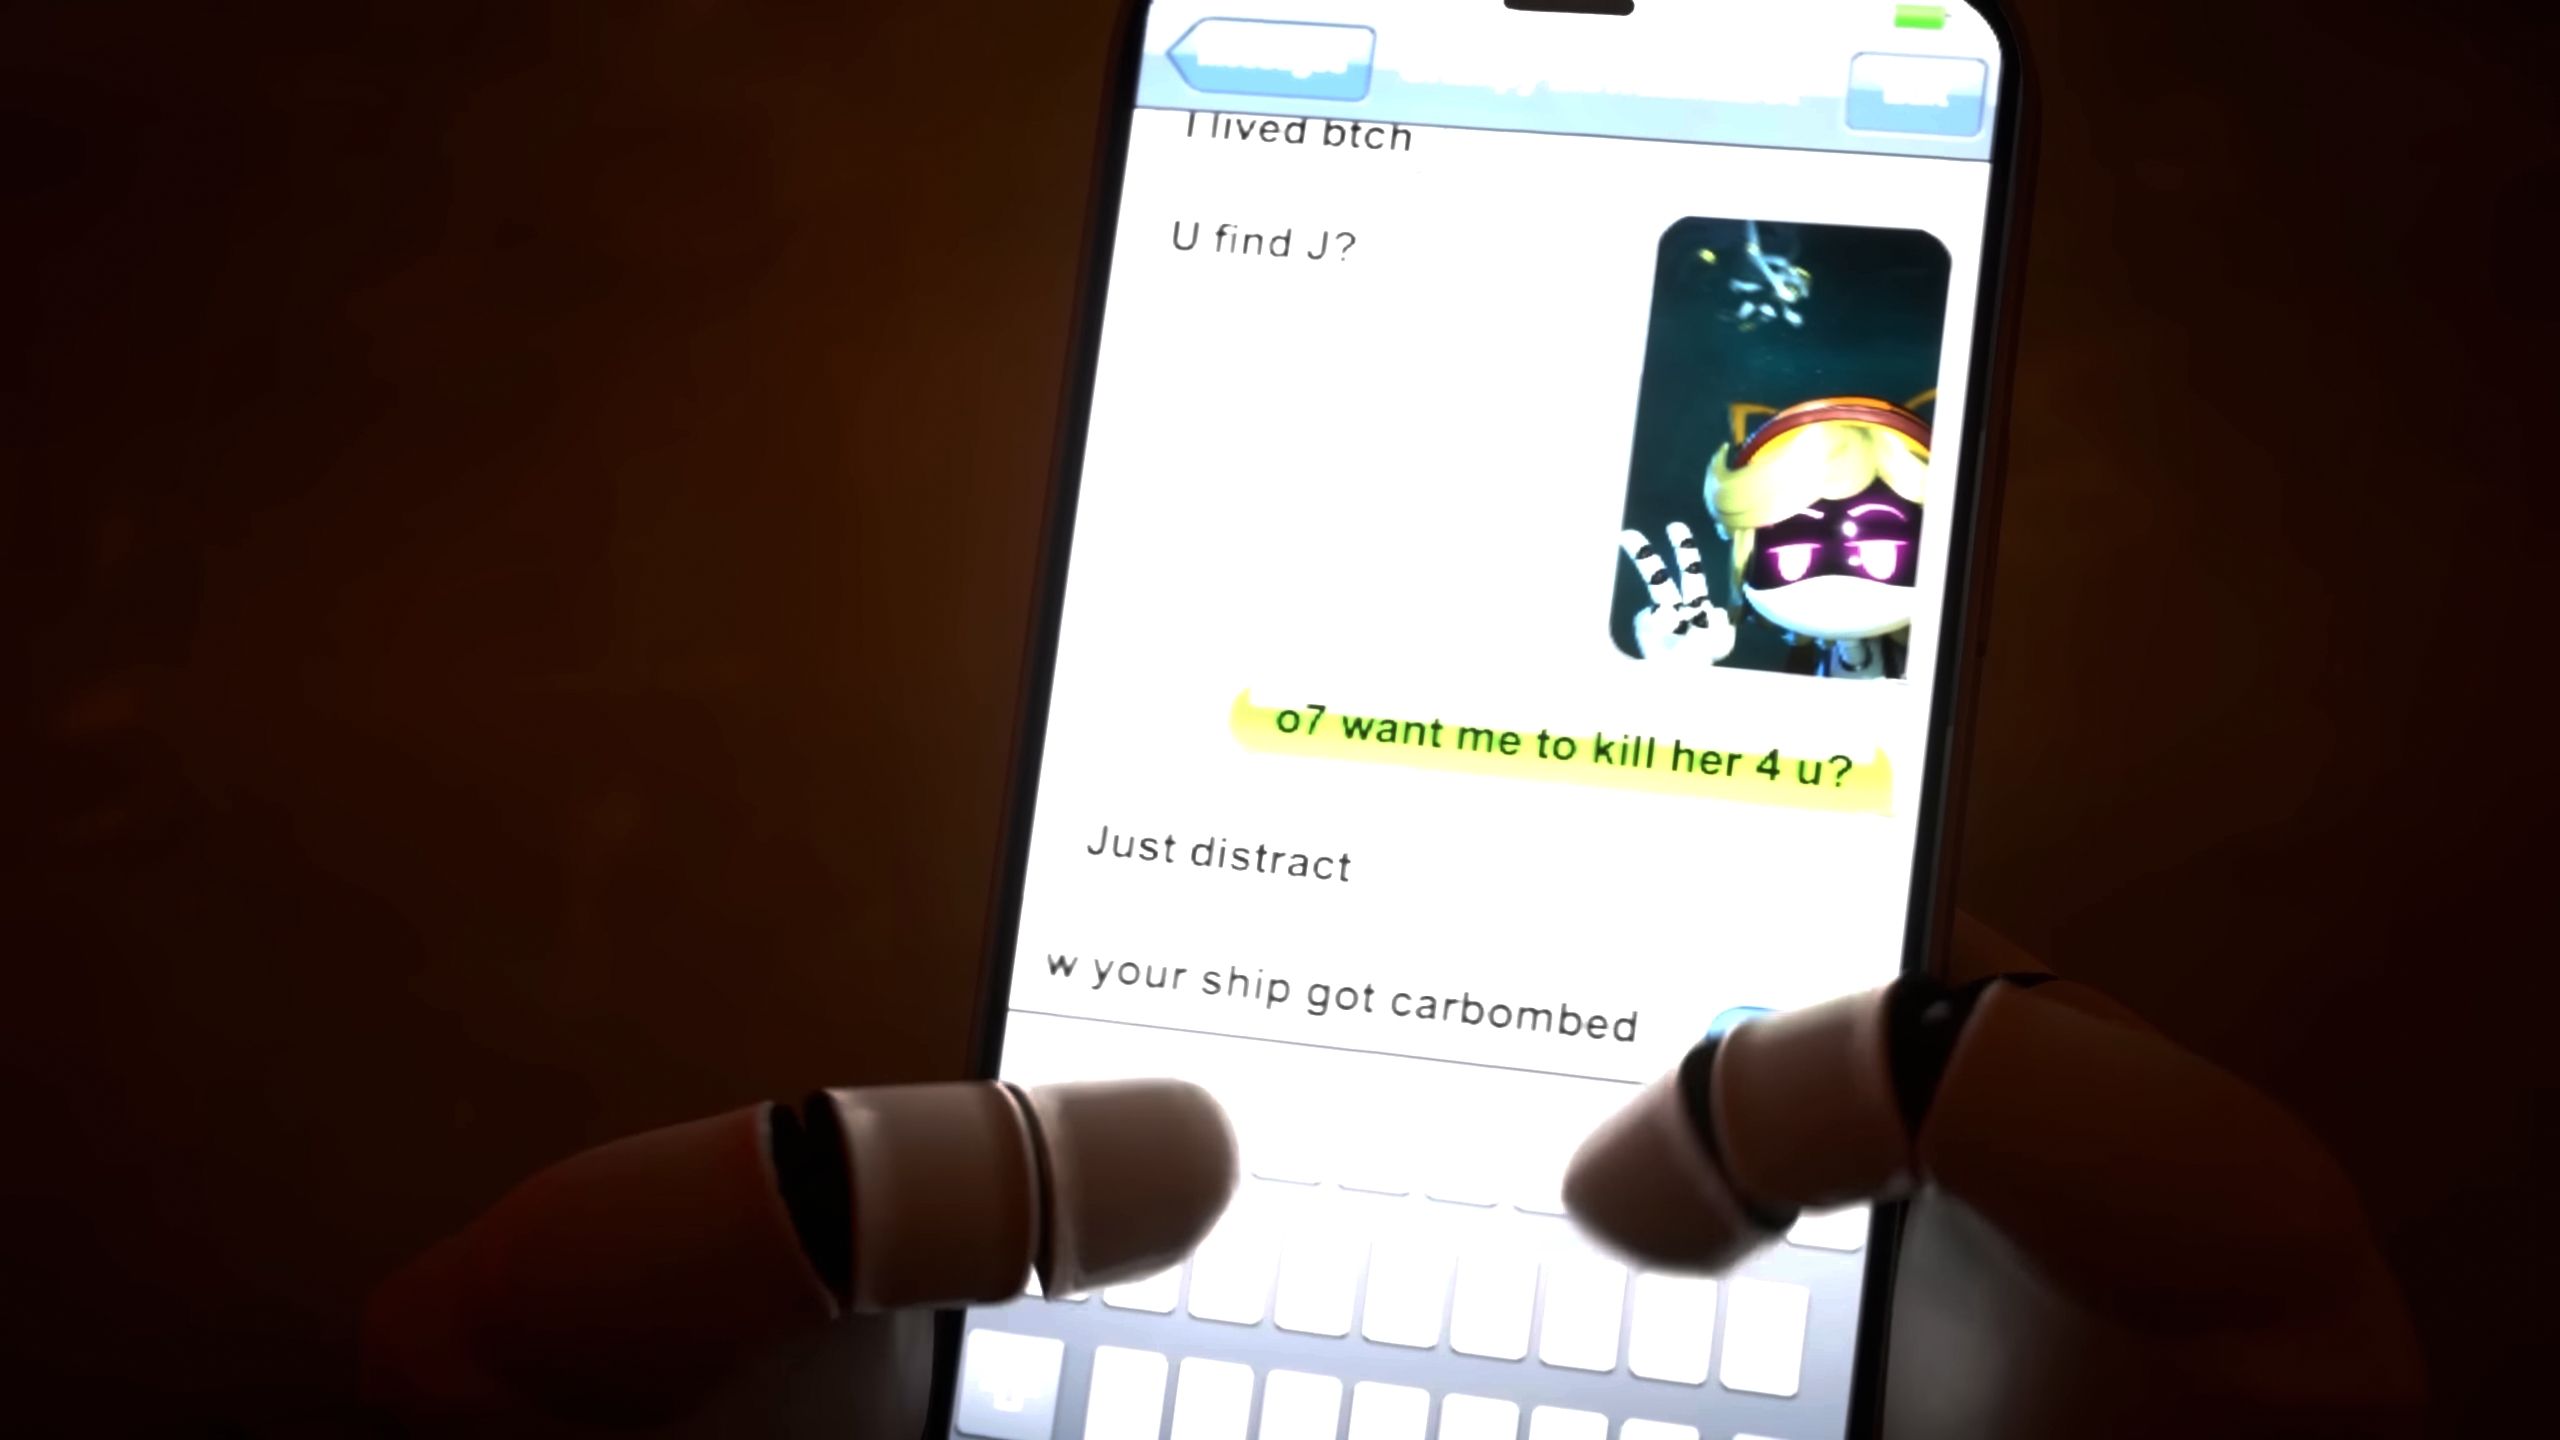 I lived btch
U find J?
o7 want me to kill her 4 u?
Just distract
w your ship got carbombed